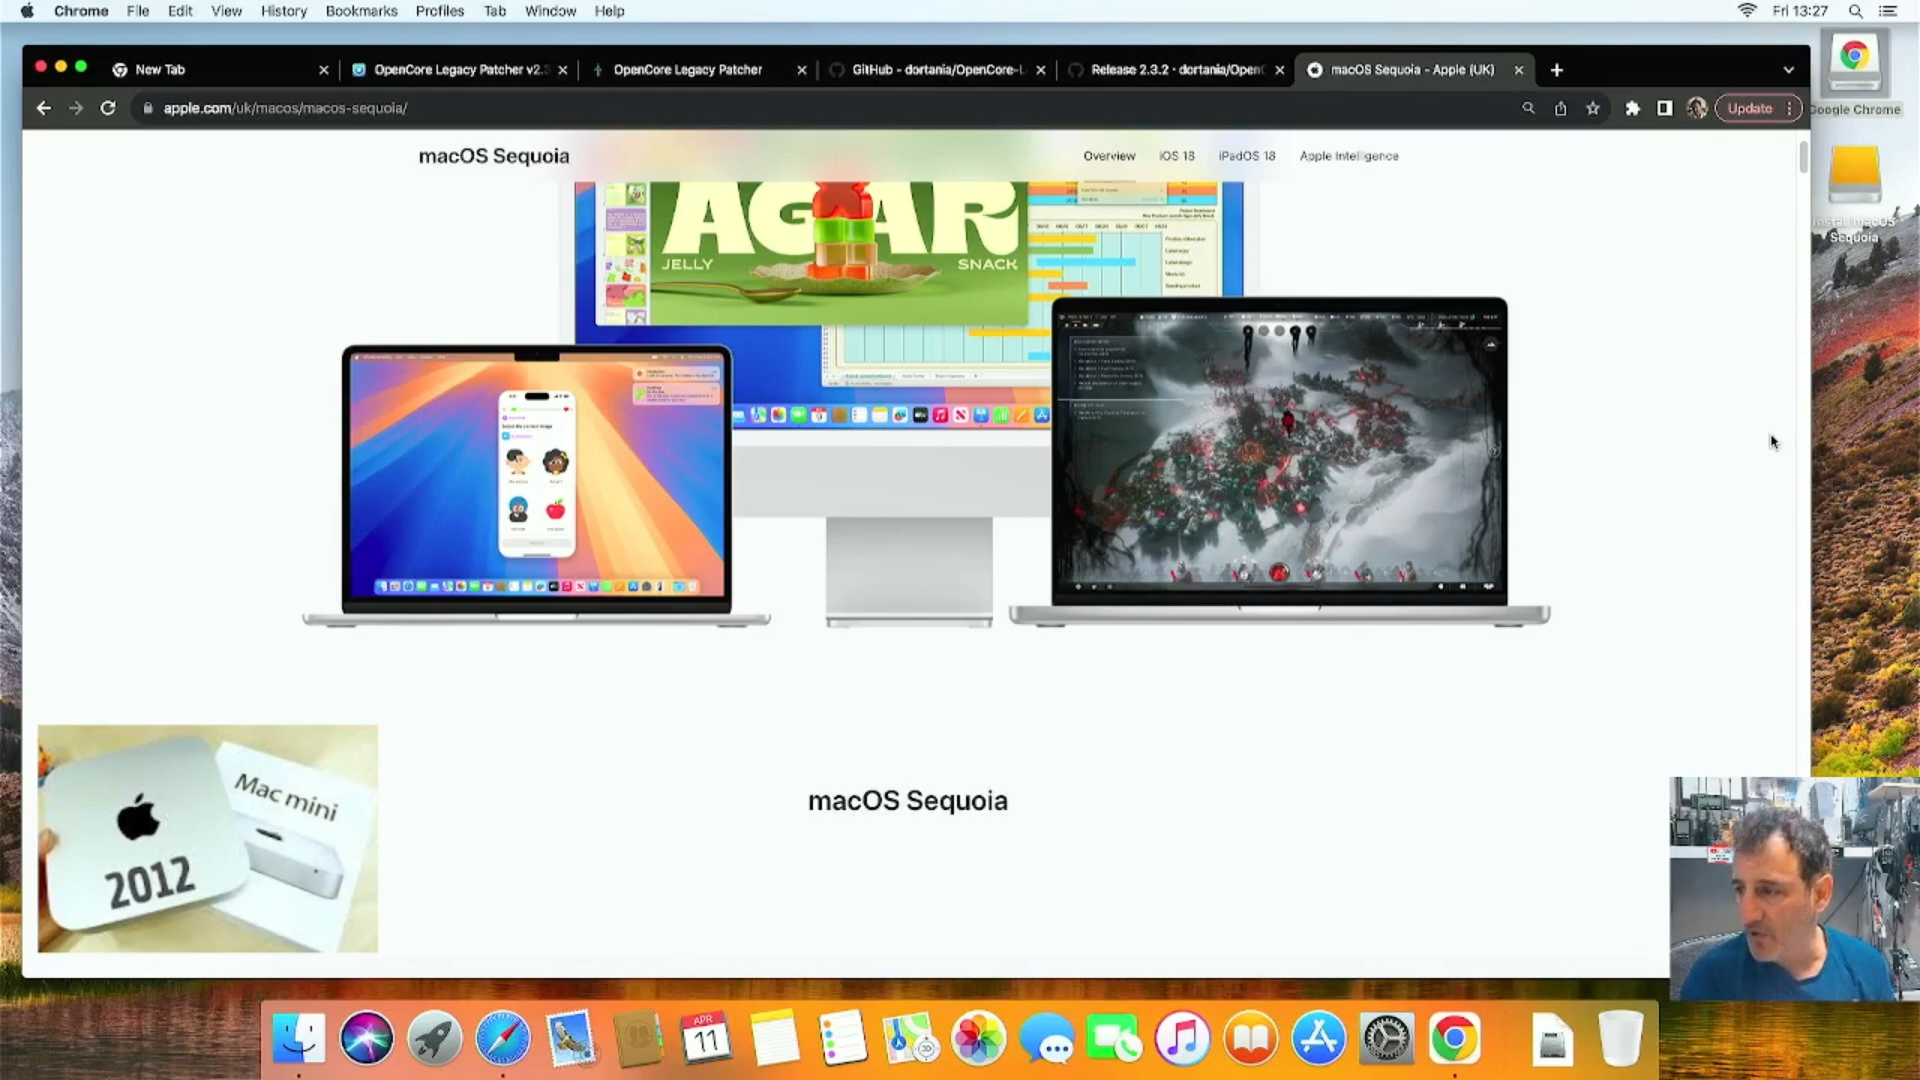 Chrome File Edit View History Bookmarks Profiles Tab Window Help
Fri 13:27
New Tab
OpenCore Legacy Patcher v2.
OpenCore Legacy Patcher
GitHub - dortania/OpenCore-L
Release 2.3.2 · dortania/Open
macOS Sequoia - Apple (UK)
apple.com/uk/macos/macos-sequoia/
Update
Google Chrome
Install macOS
Sequoia
macOS Sequoia
Overview
iOS 18
iPadOS 18
Apple Intelligence
AGAR
JELLY
SNACK
macOS Sequoia
Mac mini
2012
APR
11